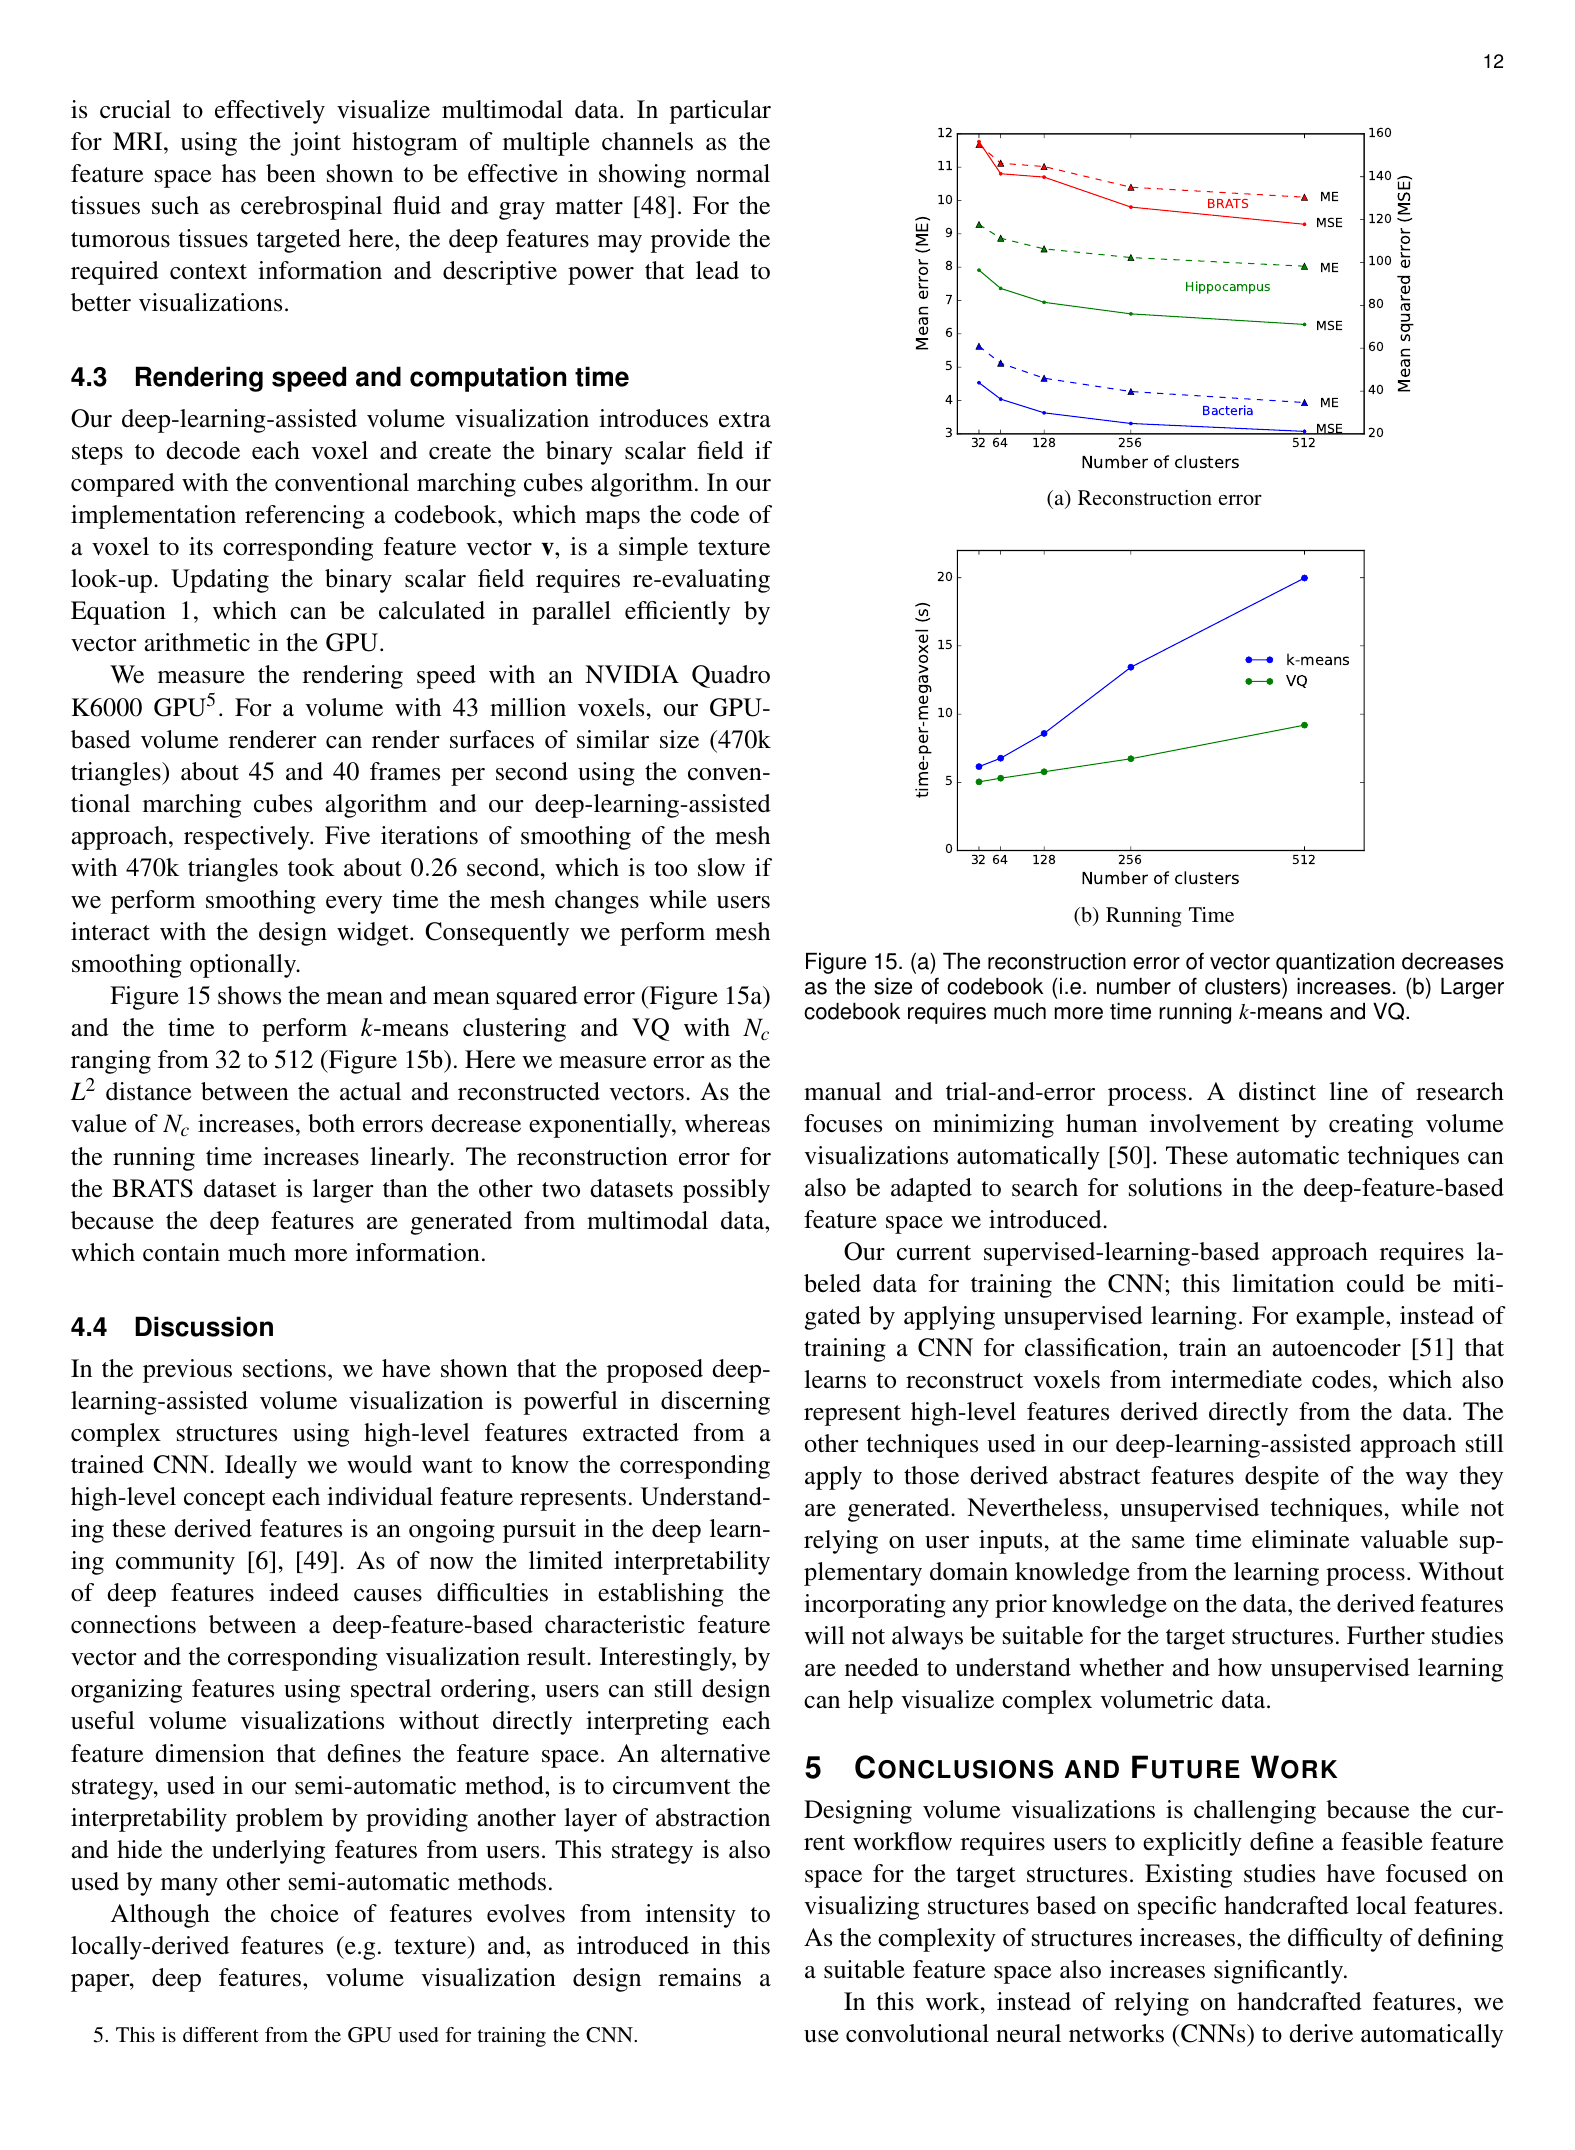 12
is crucial to effectively visualize multimodal data. In particular
for MRI, using the joint histogram of multiple channels as the
feature space has been shown to be effective in showing normal
tissues such as cerebrospinal fluid and gray matter [48]. For the
tumorous tissues targeted here, the deep features may provide the
required context information and descriptive power that lead to
better visualizations.
4.3 Rendering speed and computation time
Our deep-learning-assisted volume visualization introduces extra
steps to decode each voxel and create the binary scalar field if
compared with the conventional marching cubes algorithm. In our
implementation referencing a codebook, which maps the code of
a voxel to its corresponding feature vector v, is a simple texture
look-up. Updating the binary scalar field requires re-evaluating
Equation 1, which can be calculated in parallel efficiently by
vector arithmetic in the GPU.
We measure the rendering speed with an NVIDIA Quadro
K6000 GPU5. For a volume with 43 million voxels, our GPU-
based volume renderer can render surfaces of similar size (470k
triangles) about 45 and 40 frames per second using the conven-
tional marching cubes algorithm and our deep-learning-assisted
approach, respectively. Five iterations of smoothing of the mesh
with 470k triangles took about 0.26 second, which is too slow if
we perform smoothing every time the mesh changes while users
interact with the design widget. Consequently we perform mesh
smoothing optionally.
Figure 15 shows the mean and mean squared error (Figure 15a)
and the time to perform k-means clustering and VQ with Nc
ranging from 32 to 512 (Figure 15b). Here we measure error as the
L2 distance between the actual and reconstructed vectors. As the
value of Nc increases, both errors decrease exponentially, whereas
the running time increases linearly. The reconstruction error for
the BRATS dataset is larger than the other two datasets possibly
because the deep features are generated from multimodal data,
which contain much more information.
4.4 Discussion
In the previous sections, we have shown that the proposed deep-
learning-assisted volume visualization is powerful in discerning
complex structures using high-level features extracted from a
trained CNN. Ideally we would want to know the corresponding
high-level concept each individual feature represents. Understand-
ing these derived features is an ongoing pursuit in the deep learn-
ing community [6], [49]. As of now the limited interpretability
of deep features indeed causes difficulties in establishing the
connections between a deep-feature-based characteristic feature
vector and the corresponding visualization result. Interestingly, by
organizing features using spectral ordering, users can still design
useful volume visualizations without directly interpreting each
feature dimension that defines the feature space. An alternative
strategy, used in our semi-automatic method, is to circumvent the
interpretability problem by providing another layer of abstraction
and hide the underlying features from users. This strategy is also
used by many other semi-automatic methods.
Although the choice of features evolves from intensity to
locally-derived features (e.g. texture) and, as introduced in this
paper, deep features, volume visualization design remains a
5. This is different from the GPU used for training the CNN.
12
11
10
9
8
7
6
5
4
3
Mean error (ME)
160
140
120
100
80
60
40
20
Mean squared error (MSE)
BRATS
ME
MSE
Hippocampus
ME
MSE
Bacteria
ME
MSE
32 64 128 256 512
Number of clusters
(a) Reconstruction error
20
15
10
5
0
time-per-megavoxel (s)
k-means
VQ
32 64 128 256 512
Number of clusters
(b) Running Time
Figure 15. (a) The reconstruction error of vector quantization decreases
as the size of codebook (i.e. number of clusters) increases. (b) Larger
codebook requires much more time running k-means and VQ.
manual and trial-and-error process. A distinct line of research
focuses on minimizing human involvement by creating volume
visualizations automatically [50]. These automatic techniques can
also be adapted to search for solutions in the deep-feature-based
feature space we introduced.
Our current supervised-learning-based approach requires la-
beled data for training the CNN; this limitation could be miti-
gated by applying unsupervised learning. For example, instead of
training a CNN for classification, train an autoencoder [51] that
learns to reconstruct voxels from intermediate codes, which also
represent high-level features derived directly from the data. The
other techniques used in our deep-learning-assisted approach still
apply to those derived abstract features despite of the way they
are generated. Nevertheless, unsupervised techniques, while not
relying on user inputs, at the same time eliminate valuable sup-
plementary domain knowledge from the learning process. Without
incorporating any prior knowledge on the data, the derived features
will not always be suitable for the target structures. Further studies
are needed to understand whether and how unsupervised learning
can help visualize complex volumetric data.
5 CONCLUSIONS AND FUTURE WORK
Designing volume visualizations is challenging because the cur-
rent workflow requires users to explicitly define a feasible feature
space for the target structures. Existing studies have focused on
visualizing structures based on specific handcrafted local features.
As the complexity of structures increases, the difficulty of defining
a suitable feature space also increases significantly.
In this work, instead of relying on handcrafted features, we
use convolutional neural networks (CNNs) to derive automatically